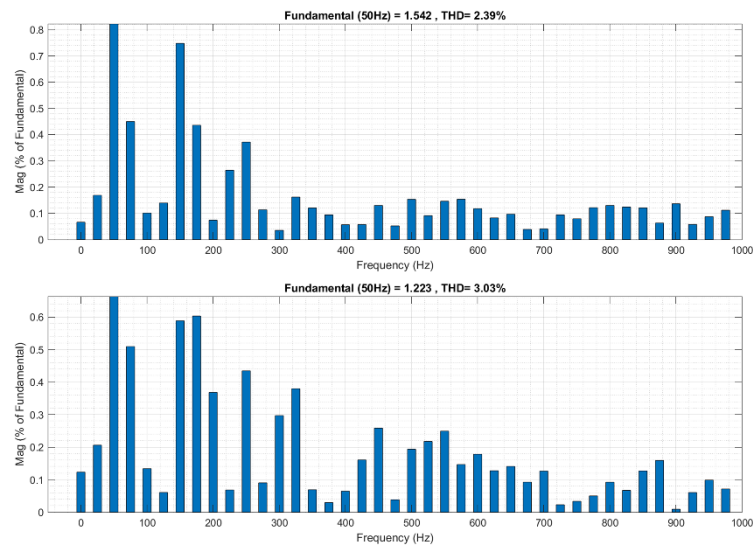 Fundamental (50Hz) = 1.542 , THD= 2.39%
0.8
0.7
0.6
0.5
0.4
0.3
0.2
0.1
0
Mag (% of Fundamental)
0 100 200 300 400 500 600 700 800 900 1000
Frequency (Hz)
Fundamental (50Hz) = 1.223 , THD= 3.03%
0.6
0.5
0.4
0.3
0.2
0.1
0
Mag (% of Fundamental)
0 100 200 300 400 500 600 700 800 900 1000
Frequency (Hz)